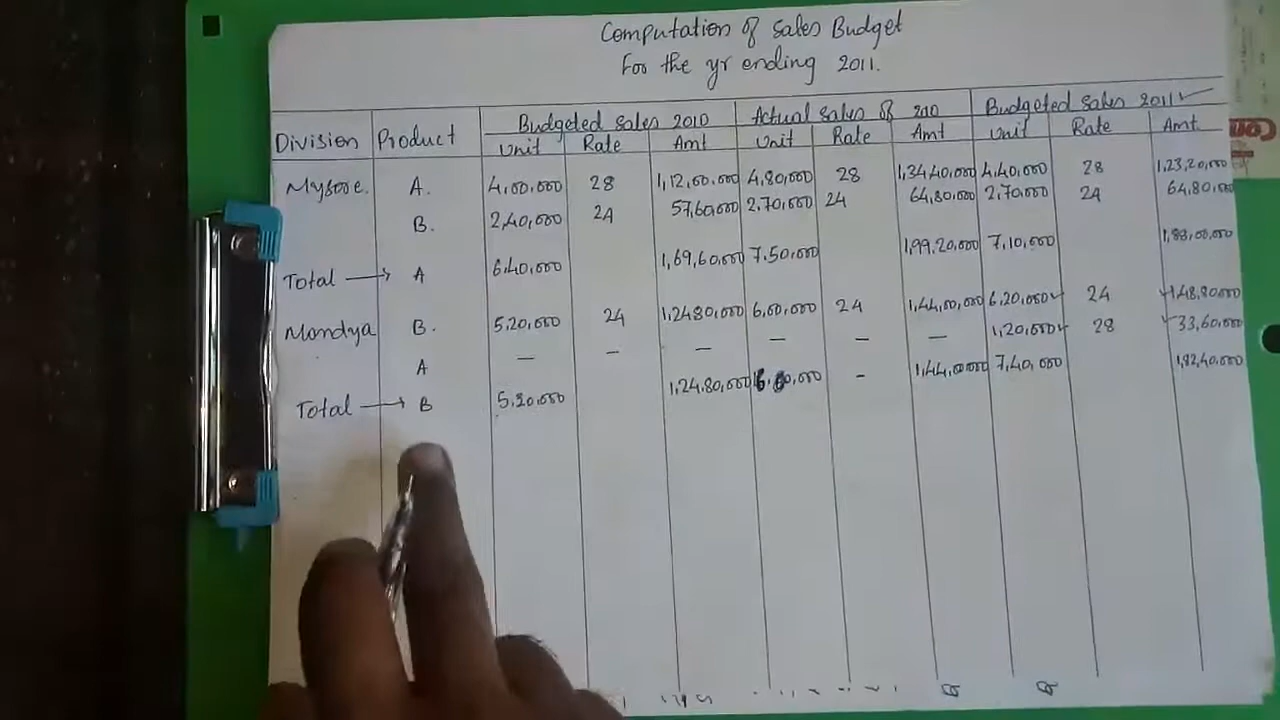 Computation of Sales Budget
For the yr ending 2011.
Division Product Budgeted Sales 2010 Actual Sales of 2010 Budgeted Sales 2011
Unit Rate Amt Unit Rate Amt Unit Rate Amt
Mysore. A. 4,00,000 28 1,12,00,000 4,80,000 28 1,34,40,000 4,40,000 28 1,23,20,000
B. 2,40,000 24 57,60,000 2,70,000 24 64,80,000 2,70,000 24 64,80,000
Total → A 6,40,000 1,69,60,000 7,50,000 1,99,20,000 7,10,000 1,88,00,000
Mandya B. 5,20,000 24 1,24,80,000 6,00,000 24 1,44,00,000 6,20,000 24 1,48,80,000
A — — — — — — 1,20,000 28 33,60,000
Total → B 5,20,000 1,24,80,000 6,00,000 - 1,44,00,000 7,40,000 1,82,40,000